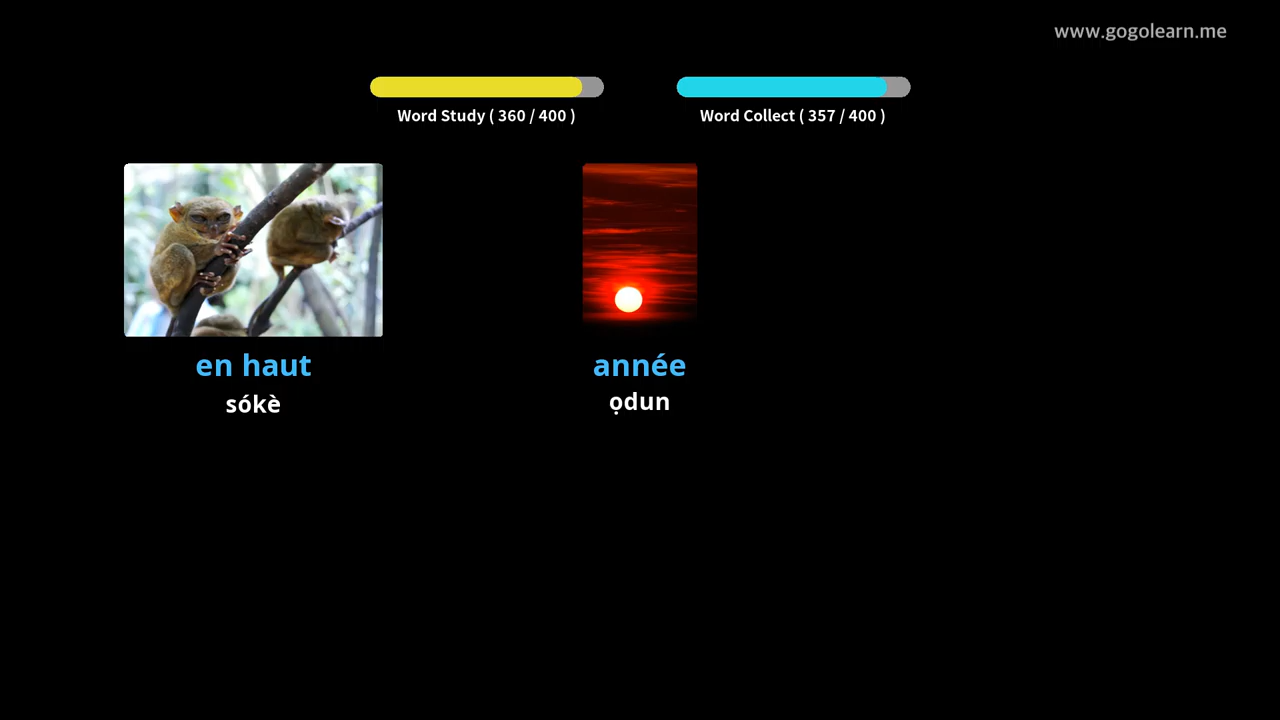 www.gogolearn.me
Word Study ( 360 / 400 )
Word Collect ( 357 / 400 )
en haut
sókè
année
ọdun